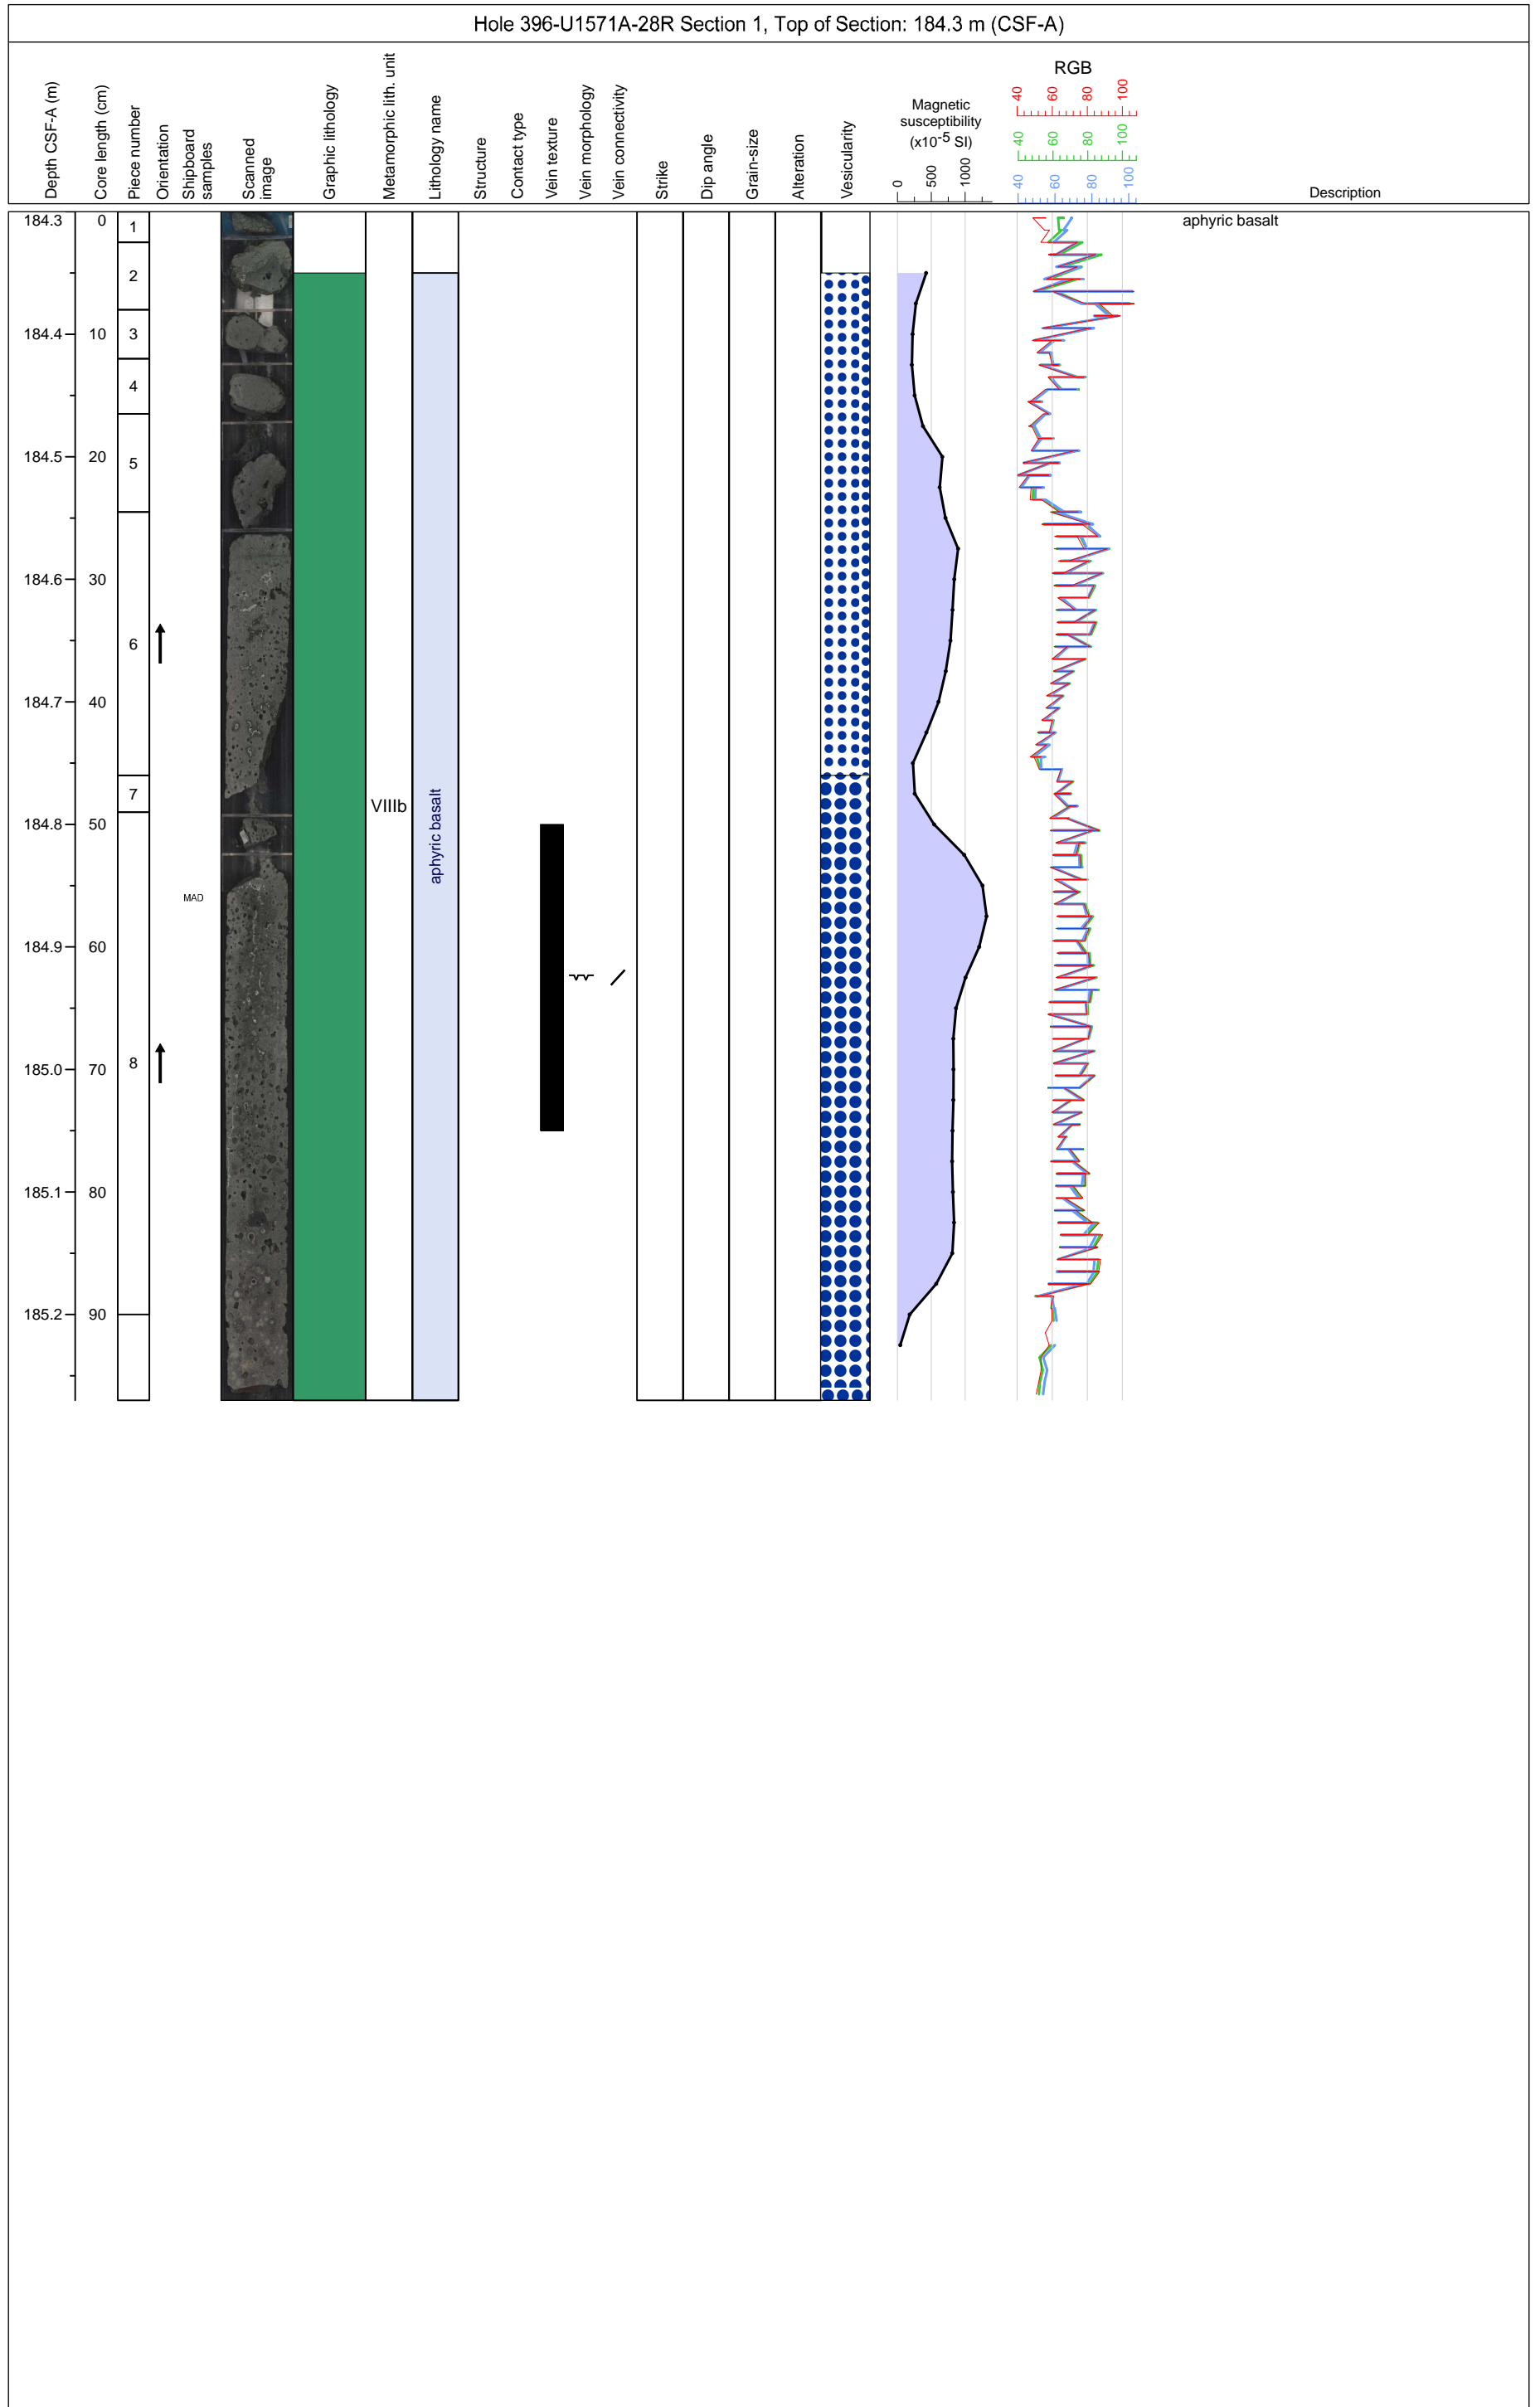 Hole 396-U1571A-28R Section 1, Top of Section: 184.3 m (CSF-A)
Depth CSF-A (m)
Core length (cm)
Piece number
Orientation
Shipboard
samples
Scanned
image
Graphic lithology
Metamorphic lith. unit
Lithology name
Structure
Contact type
Vein texture
Vein morphology
Vein connectivity
Strike
Dip angle
Grain-size
Alteration
Vesicularity
Magnetic
susceptibility
(x10-5 SI)
0 500 1000
RGB
40 60 80 100
40 60 80 100
40 60 80 100
Description
184.3 0 1 aphyric basalt
2
184.4 10 3
4
184.5 20 5
184.6 30
6
184.7 40
7
VIIIb
184.8 50
aphyric basalt
MAD
184.9 60
185.0 70 8
185.1 80
185.2 90